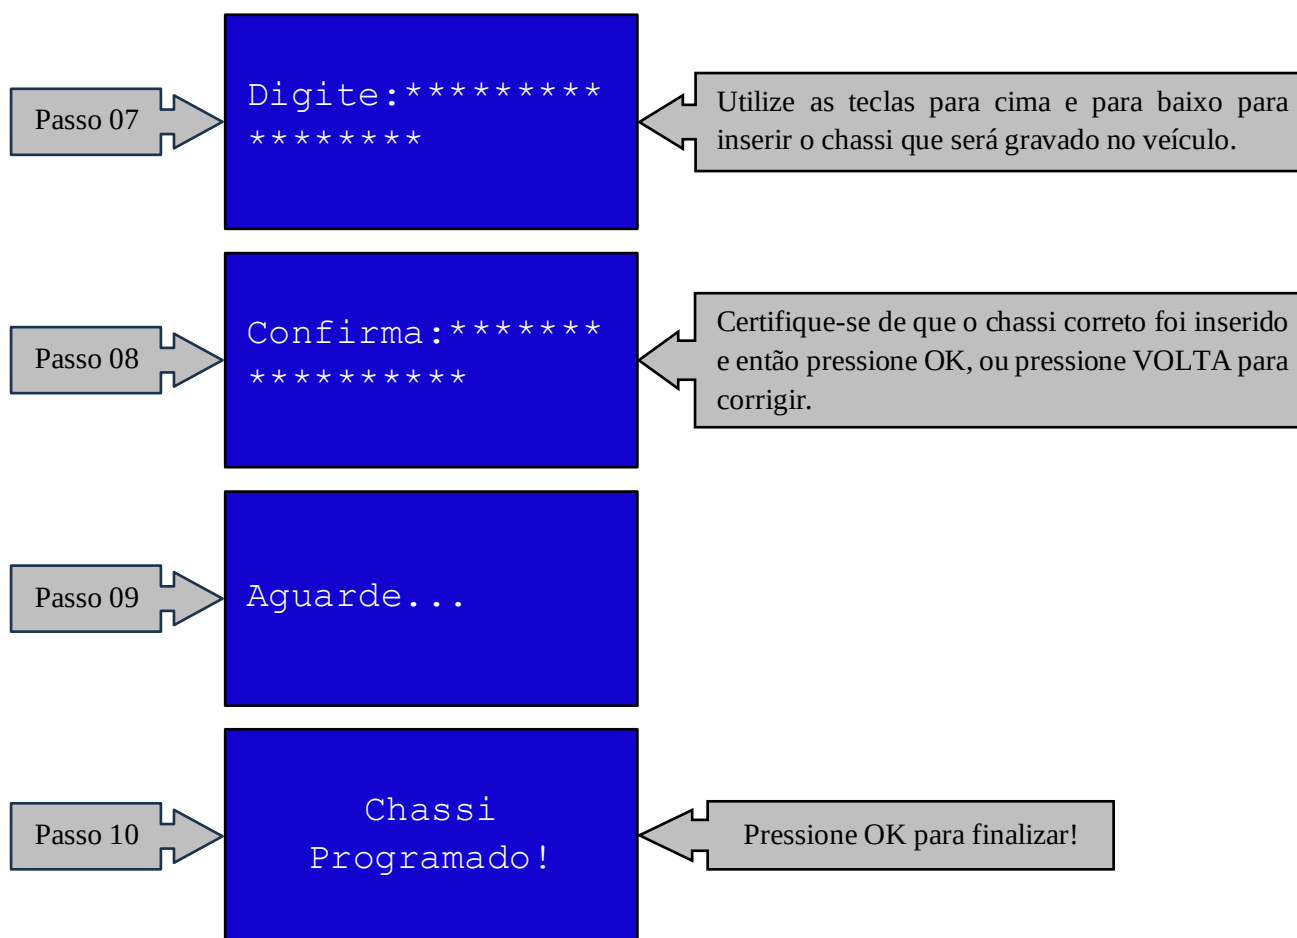 Passo 07
Digite:*********
********
Utilize as teclas para cima e para baixo para
inserir o chassi que será gravado no veículo.
Passo 08
Confirma:*******
**********
Certifique-se de que o chassi correto foi inserido
e então pressione OK, ou pressione VOLTA para
corrigir.
Passo 09
Aguarde...
Passo 10
Chassi
Programado!
Pressione OK para finalizar!